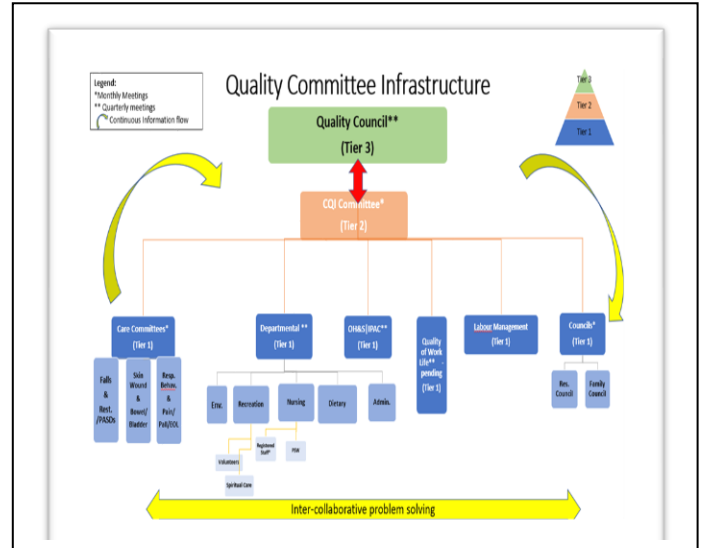 Legend:
*Monthly Meetings
** Quarterly meetings
Continuous Information flow
Quality Committee Infrastructure
Tier 3
Tier 2
Tier 1
Quality Council**
(Tier 3)
CQI Committee*
(Tier 2)
Care Committees*
(Tier 1)
Departmental **
(Tier 1)
OH&S|IPAC**
(Tier 1)
Quality
of Work
Life** -
pending
(Tier 1)
Labour Management
(Tier 1)
Councils*
(Tier 1)
Falls
&
Rest.
/PASDs
Skin
Wound
&
Bowel/
Bladder
Resp.
Behav.
&
Pain/
Pall/EOL
Env.
Recreation
Nursing
Dietary
Admin.
Res.
Council
Family
Council
Volunteers
Spiritual Care
Registered
Staff*
PSW
Inter-collaborative problem solving